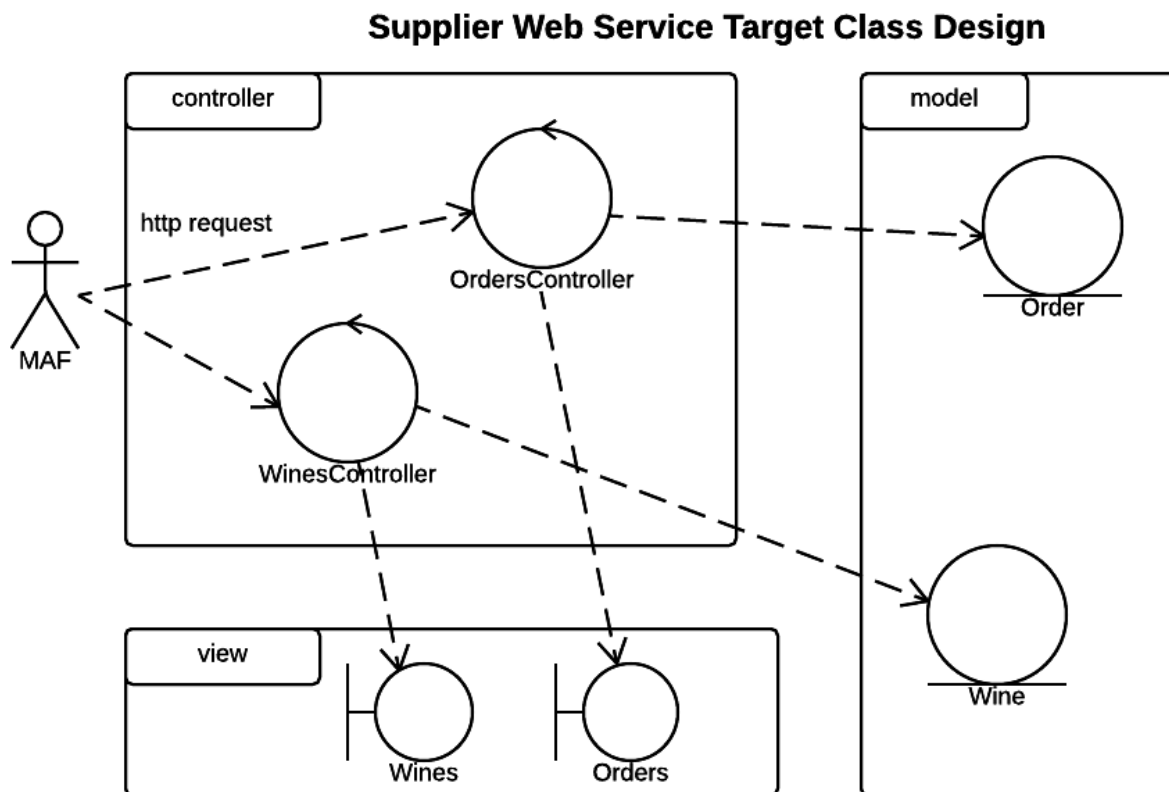 Supplier Web Service Target Class Design
controller
model
http request
OrdersController
Order
MAF
WinesController
view
Wine
Wines
Orders